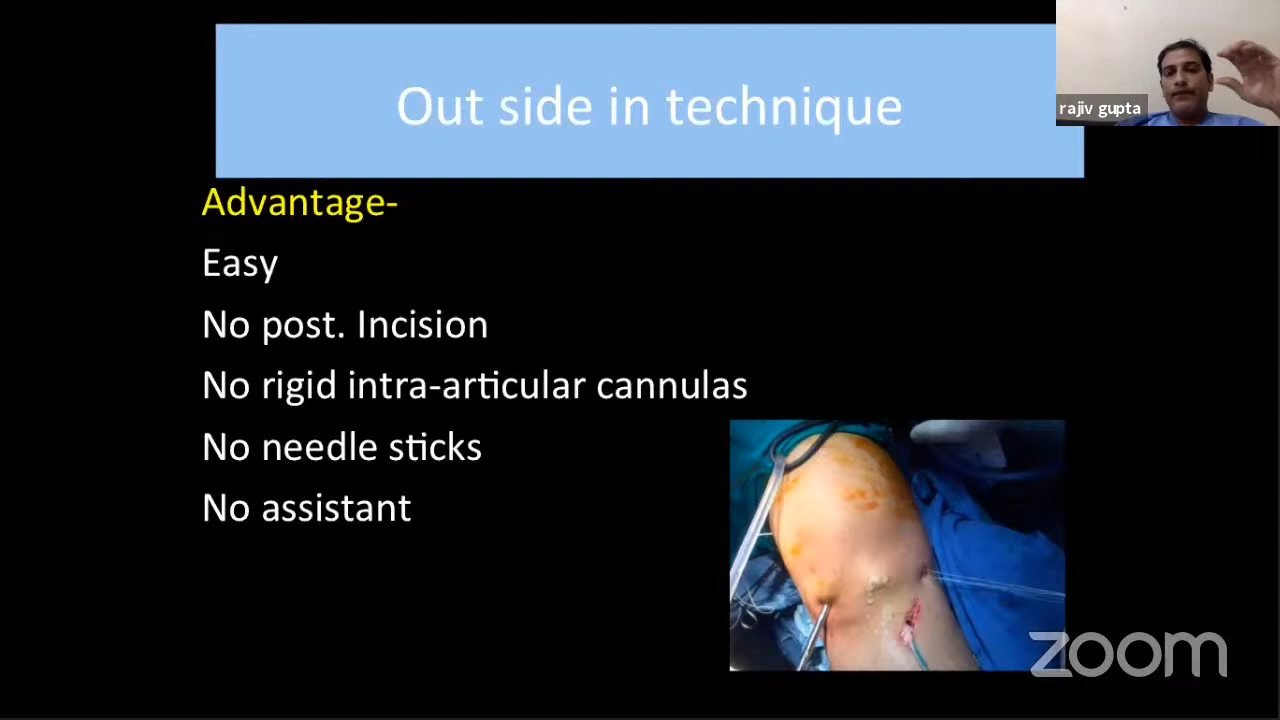 Out side in technique
rajiv gupta
Advantage-
Easy
No post. Incision
No rigid intra-articular cannulas
No needle sticks
No assistant
zoom